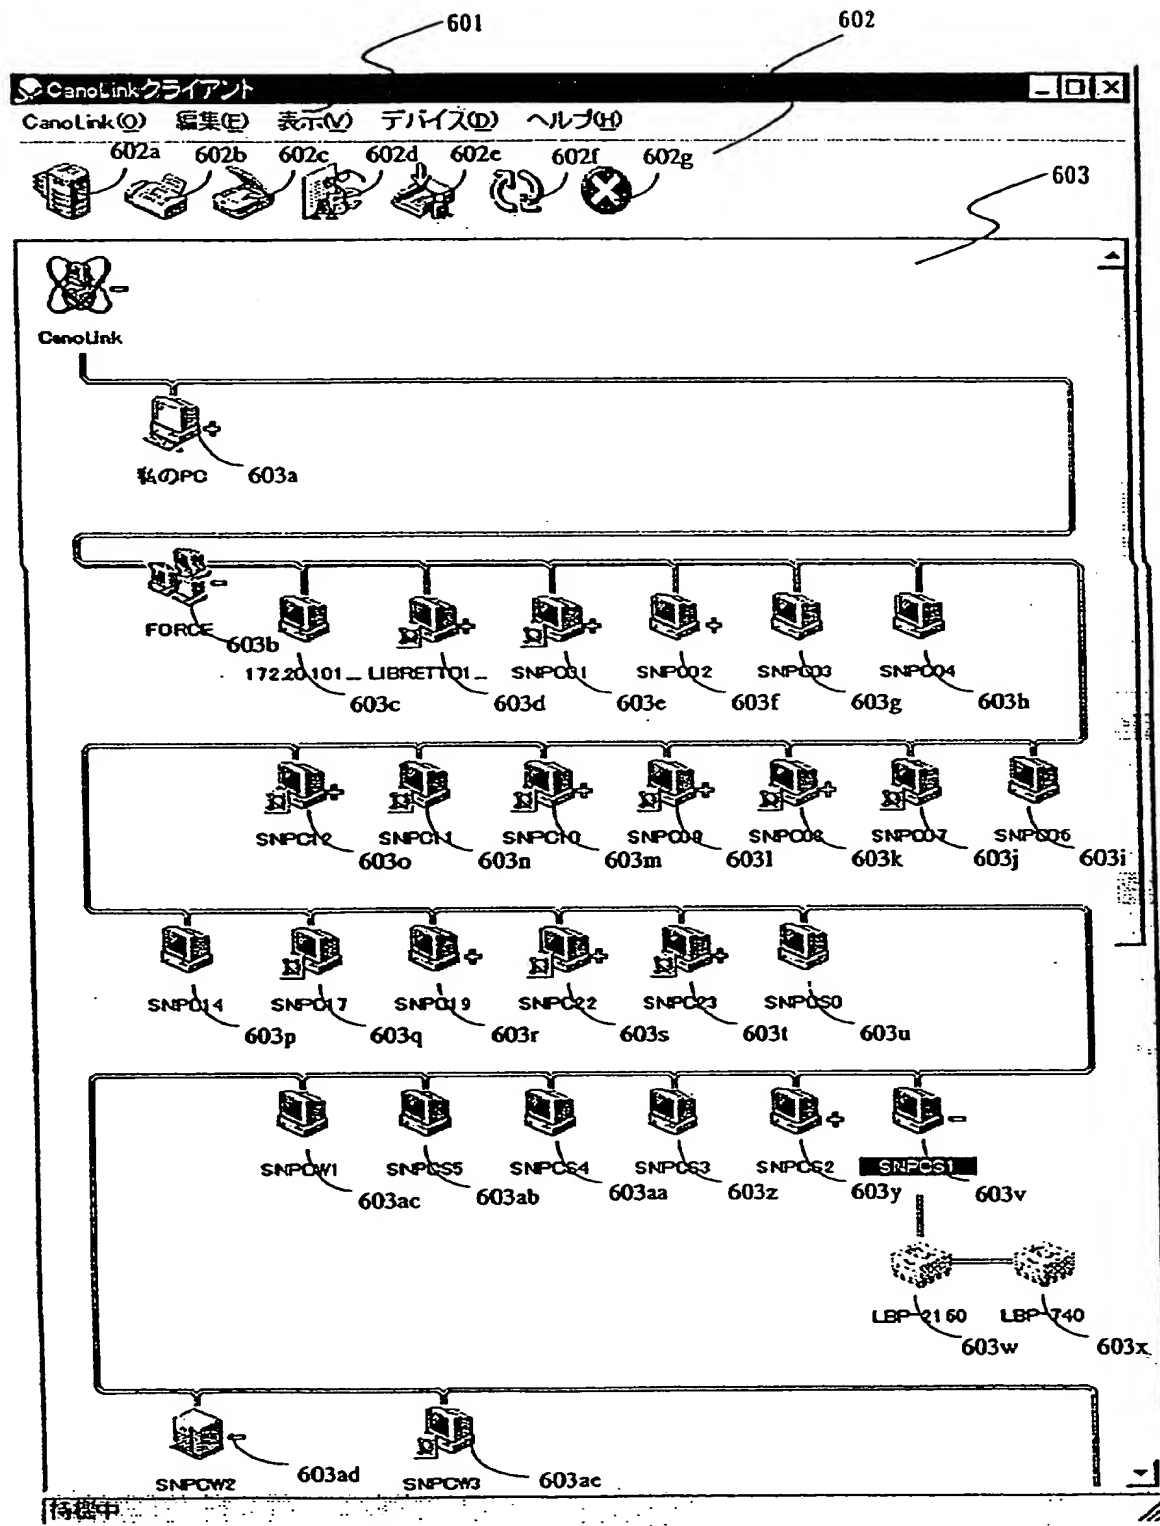 601
602
CanoLinkクライアント
CanoLink(O) 編集(E) 表示(V) デバイス(D) ヘルプ(H)
602a 602b 602c 602d 602e 602f 602g
603
CanoLink
私のPC 603a
FORCE 603b
172.20.101_ LIBRETTO1_ SNPC01 SNPC02 SNPC03 SNPC04
603c 603d 603e 603f 603g 603h
SNPC12 SNPC11 SNPC10 SNPC09 SNPC08 SNPC07 SNPC06
603o 603n 603m 603l 603k 603j 603i
SNPC14 SNPC17 SNPC19 SNPC22 SNPC23 SNPCS0
603p 603q 603r 603s 603t 603u
SNPCW1 SNPCS5 SNPCS4 SNPCS3 SNPCS2 SNPCS1
603ac 603ab 603aa 603z 603y 603v
LBP-2160 LBP-740
603w 603x
SNPCW2 603ad SNPCW3 603ae
待機中